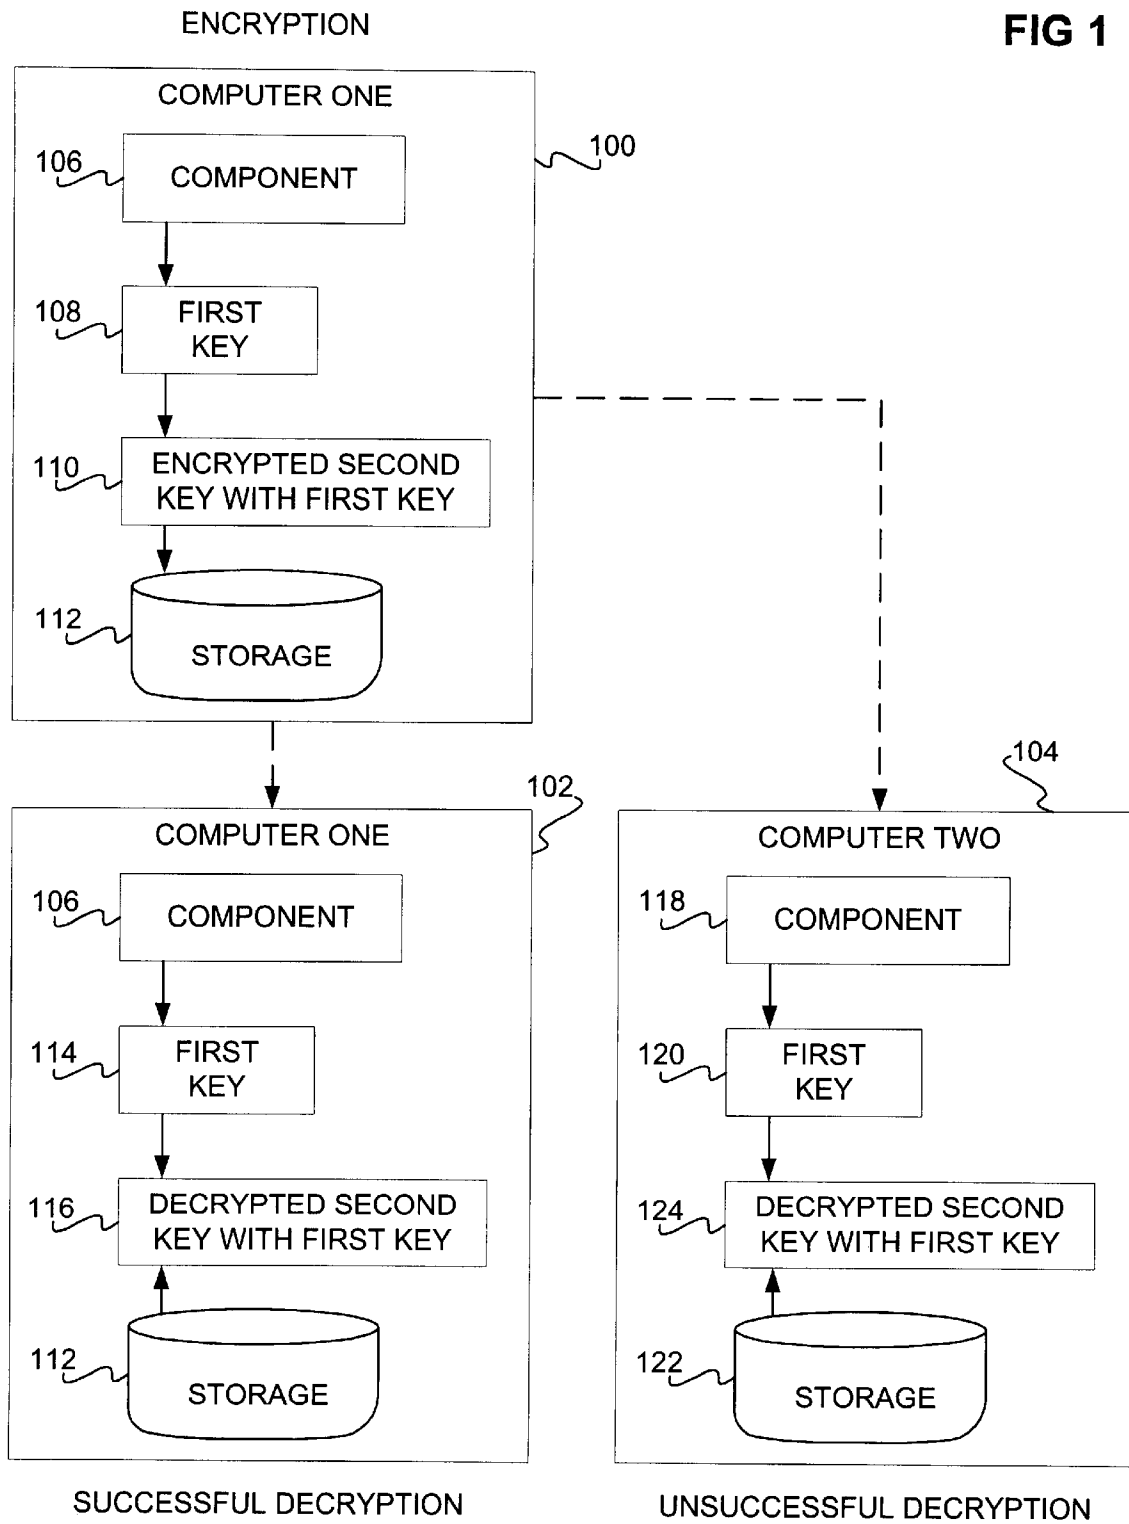 ENCRYPTION
FIG 1
COMPUTER ONE
106
COMPONENT
100
108
FIRST
KEY
110
ENCRYPTED SECOND
KEY WITH FIRST KEY
112
STORAGE
102
COMPUTER ONE
106
COMPONENT
114
FIRST
KEY
116
DECRYPTED SECOND
KEY WITH FIRST KEY
112
STORAGE
SUCCESSFUL DECRYPTION
104
COMPUTER TWO
118
COMPONENT
120
FIRST
KEY
124
DECRYPTED SECOND
KEY WITH FIRST KEY
122
STORAGE
UNSUCCESSFUL DECRYPTION